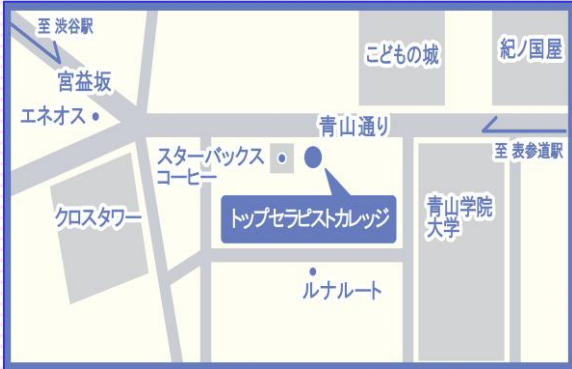 至 渋谷駅
宮益坂
エネオス
こどもの城
紀ノ国屋
青山通り
至 表参道駅
スターバックス
コーヒー
クロスタワー
トップセラピストカレッジ
青山学院
大学
ルナルート